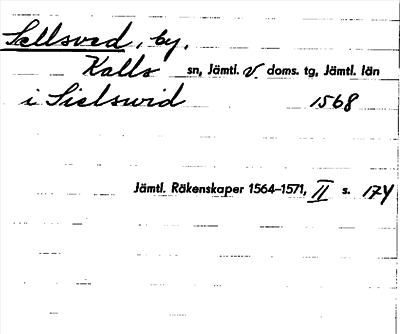 Sellsved, by.
Kalls sn, Jämtl. v doms. tg, Jämtl. län
i Sielswid 1568
Jämtl. Räkenskaper 1564–1571, II s. 174